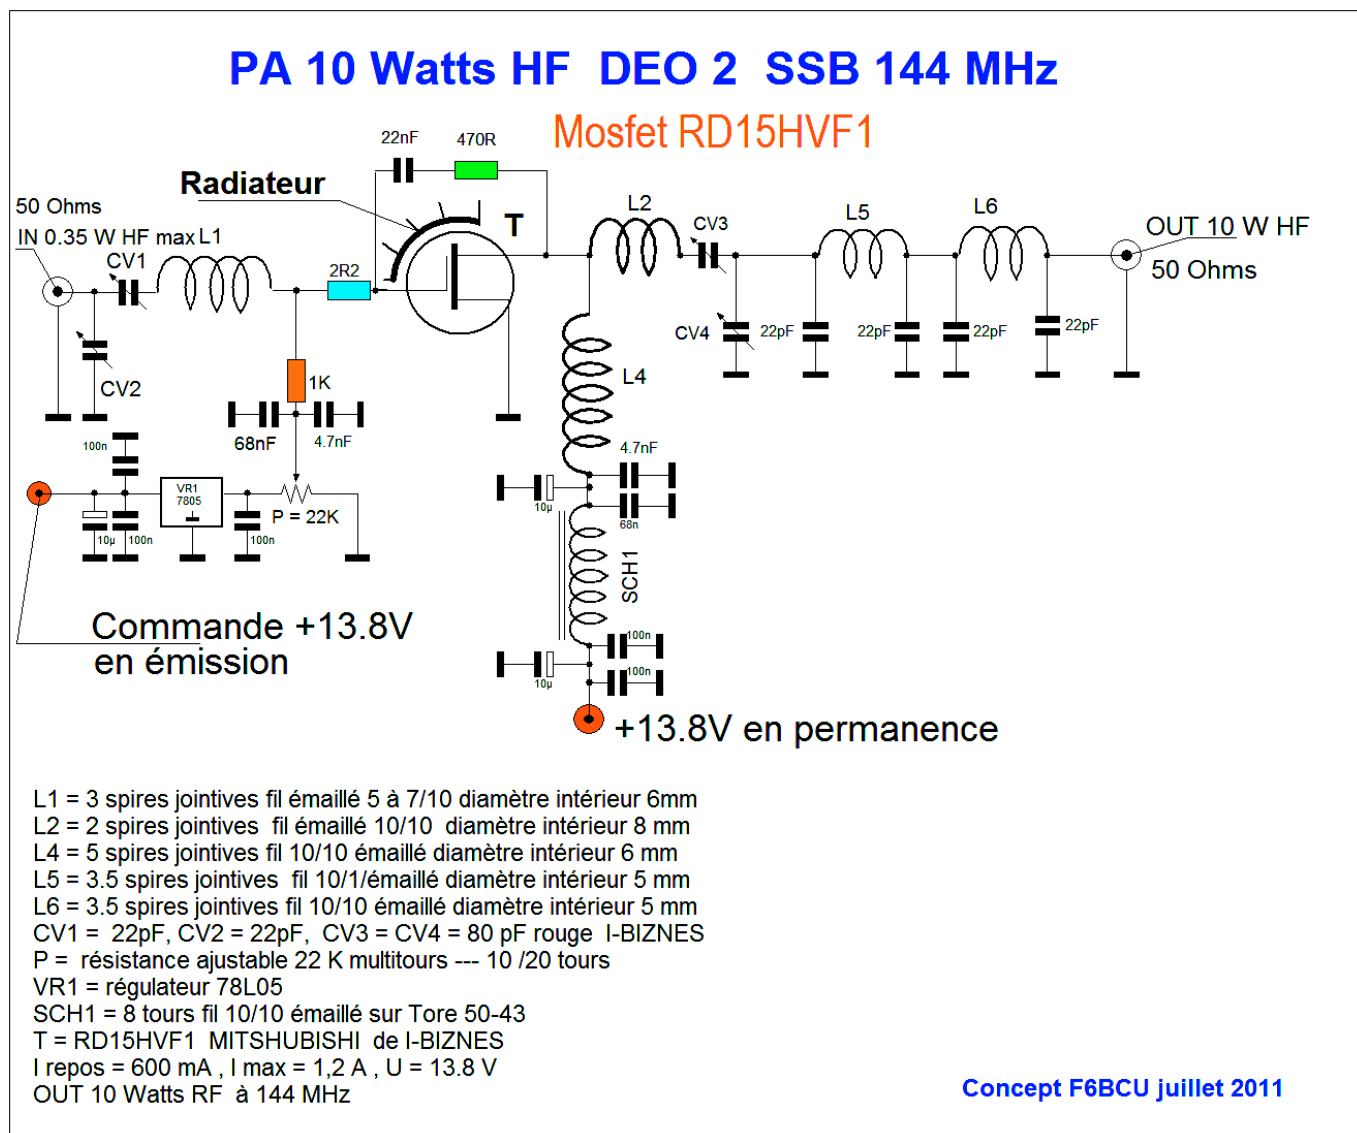 PA 10 Watts HF DEO 2 SSB 144 MHz
Mosfet RD15HVF1
22nF
470R
Radiateur
T
50 Ohms
IN 0.35 W HF max
L1
CV1
2R2
L2
CV3
L5
L6
OUT 10 W HF
50 Ohms
CV2
1K
CV4
22pF
22pF
22pF
22pF
L4
68nF
4.7nF
100n
4.7nF
VR1
7805
P = 22K
10µ
68n
10µ
100n
100n
SCH1
Commande +13.8V
en émission
100n
100n
10µ
+13.8V en permanence
L1 = 3 spires jointives fil émaillé 5 à 7/10 diamètre intérieur 6mm
L2 = 2 spires jointives fil émaillé 10/10 diamètre intérieur 8 mm
L4 = 5 spires jointives fil 10/10 émaillé diamètre intérieur 6 mm
L5 = 3.5 spires jointives fil 10/1/émaillé diamètre intérieur 5 mm
L6 = 3.5 spires jointives fil 10/10 émaillé diamètre intérieur 5 mm
CV1 = 22pF, CV2 = 22pF, CV3 = CV4 = 80 pF rouge I-BIZNES
P = résistance ajustable 22 K multitours --- 10 /20 tours
VR1 = régulateur 78L05
SCH1 = 8 tours fil 10/10 émaillé sur Tore 50-43
T = RD15HVF1 MITSHUBISHI de I-BIZNES
I repos = 600 mA , I max = 1,2 A , U = 13.8 V
OUT 10 Watts RF à 144 MHz
Concept F6BCU juillet 2011